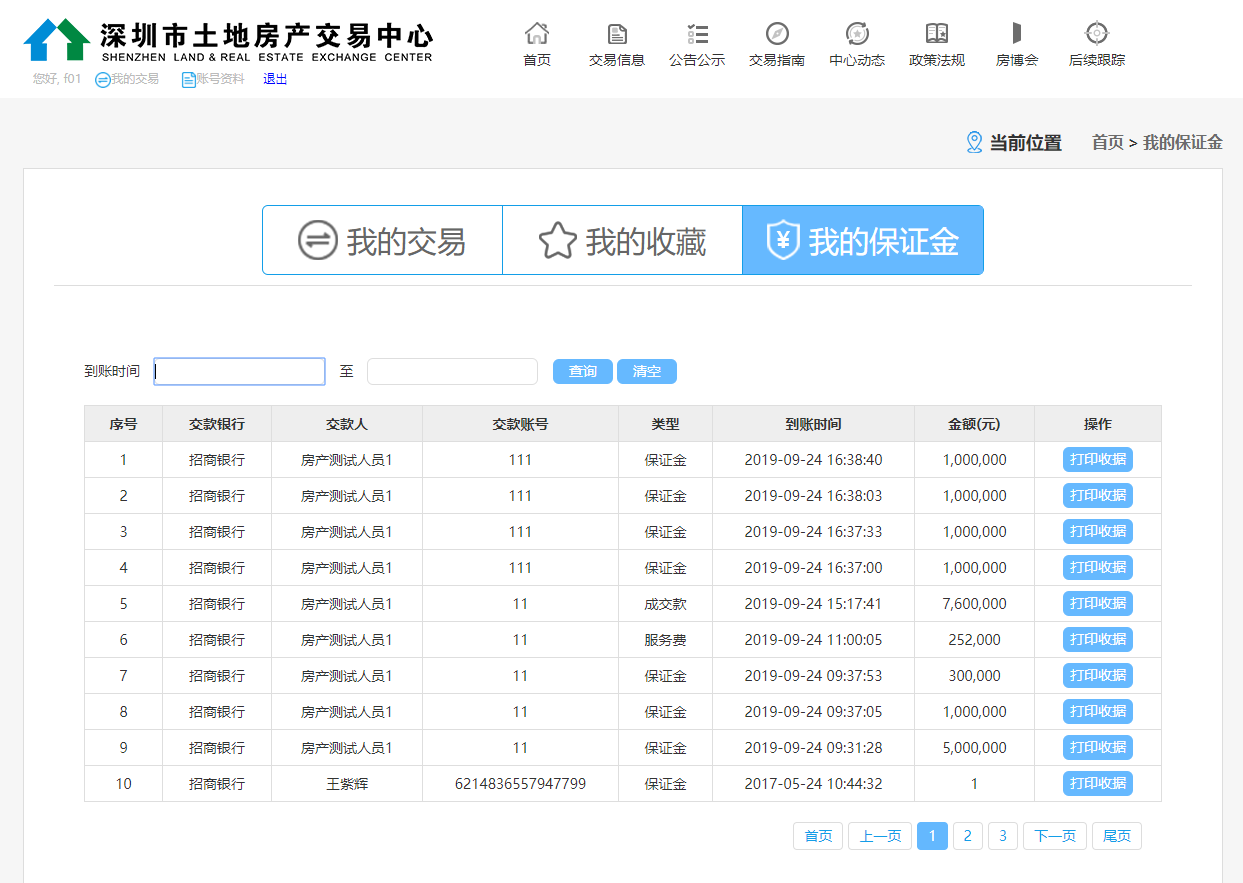 深圳市土地房产交易中心
SHENZHEN LAND & REAL ESTATE EXCHANGE CENTER
您好, f01 我的交易 账号资料 退出
首页 交易信息 公告公示 交易指南 中心动态 政策法规 房博会 后续跟踪
当前位置 首页 > 我的保证金
我的交易 我的收藏 我的保证金
到账时间 至 查询 清空
序号 交款银行 交款人 交款账号 类型 到账时间 金额(元) 操作
1 招商银行 房产测试人员1 111 保证金 2019-09-24 16:38:40 1,000,000 打印收据
2 招商银行 房产测试人员1 111 保证金 2019-09-24 16:38:03 1,000,000 打印收据
3 招商银行 房产测试人员1 111 保证金 2019-09-24 16:37:33 1,000,000 打印收据
4 招商银行 房产测试人员1 111 保证金 2019-09-24 16:37:00 1,000,000 打印收据
5 招商银行 房产测试人员1 11 成交款 2019-09-24 15:17:41 7,600,000 打印收据
6 招商银行 房产测试人员1 11 服务费 2019-09-24 11:00:05 252,000 打印收据
7 招商银行 房产测试人员1 11 保证金 2019-09-24 09:37:53 300,000 打印收据
8 招商银行 房产测试人员1 11 保证金 2019-09-24 09:37:05 1,000,000 打印收据
9 招商银行 房产测试人员1 11 保证金 2019-09-24 09:31:28 5,000,000 打印收据
10 招商银行 王紫辉 6214836557947799 保证金 2017-05-24 10:44:32 1 打印收据
首页 上一页 1 2 3 下一页 尾页